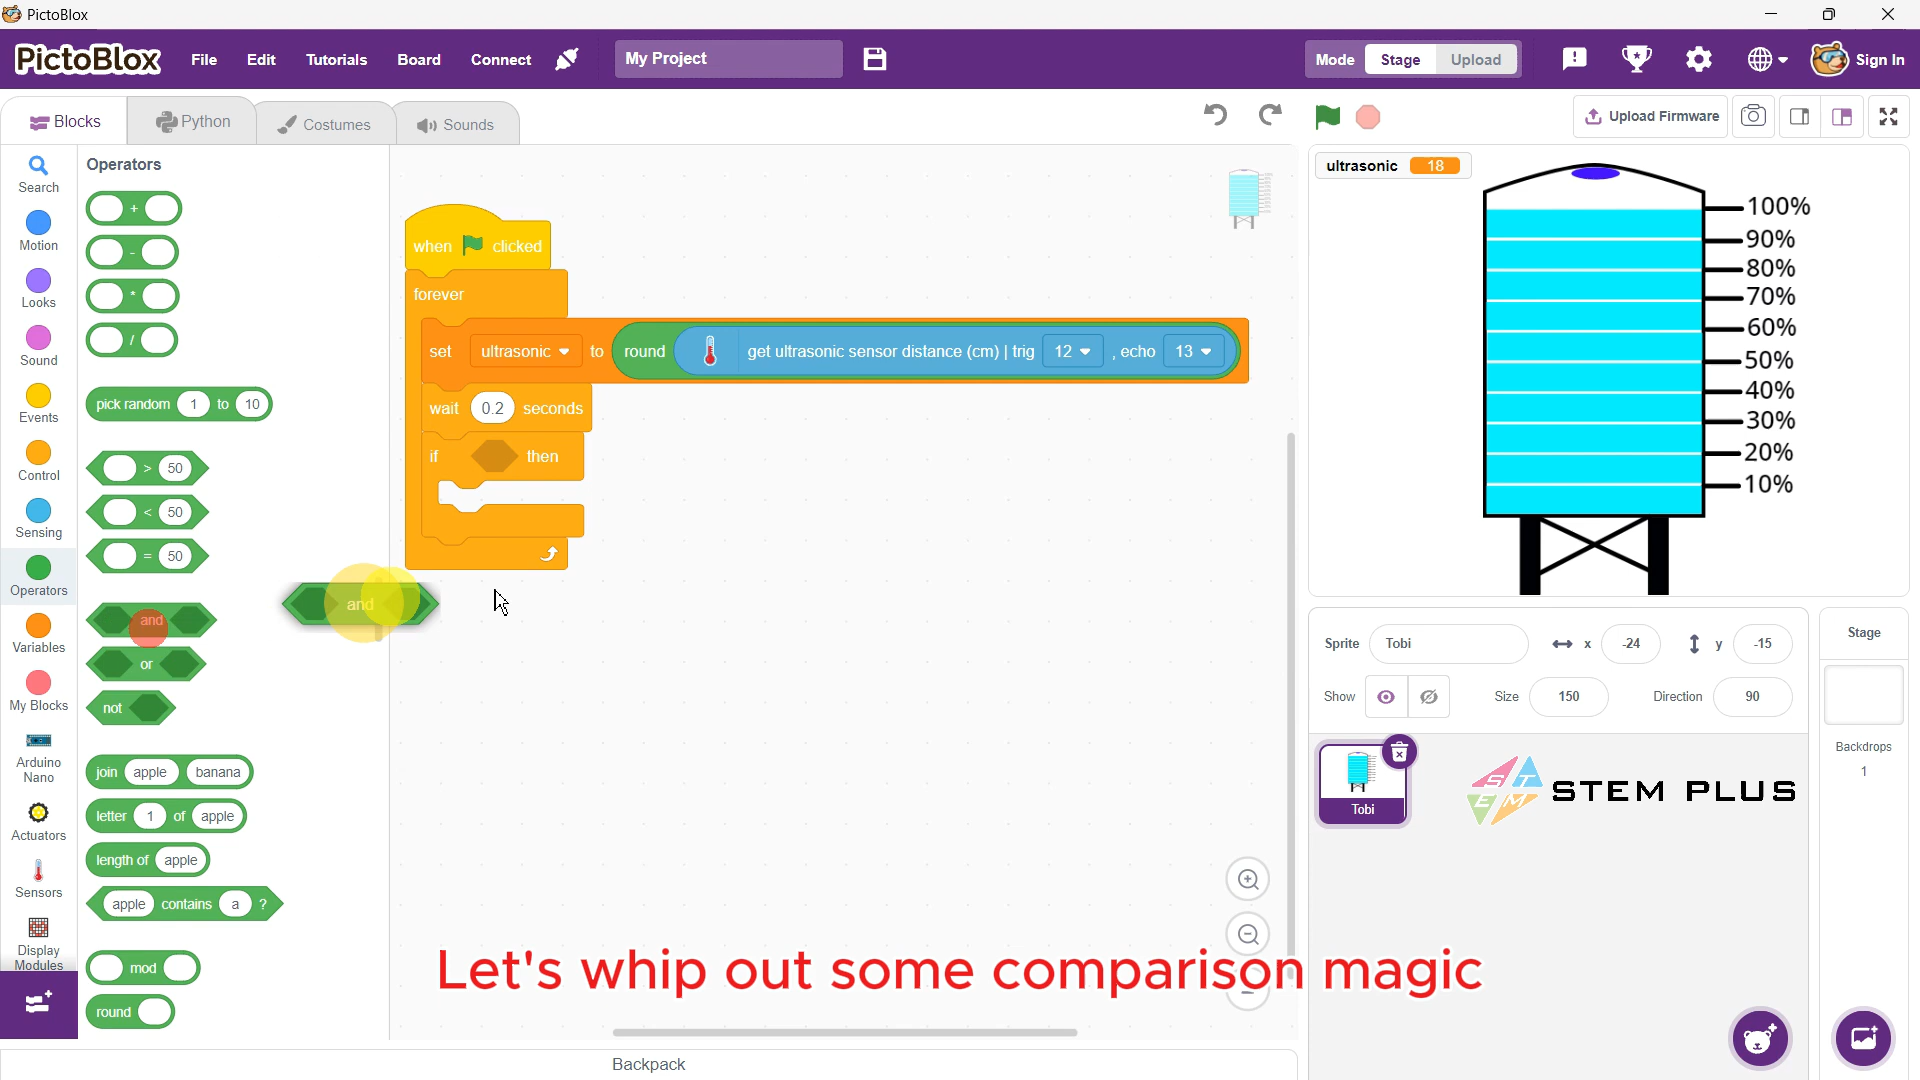 PictoBlox
PictoBlox
File
Edit
Tutorials
Board
Connect
My Project
Mode
Stage
Upload
Sign In
Blocks
Python
Costumes
Sounds
Upload Firmware
Search
Motion
Looks
Sound
Events
Control
Sensing
Operators
Variables
My Blocks
Arduino
Nano
Actuators
Sensors
Display
Modules
Operators
+
-
*
/
pick random 1 to 10
> 50
< 50
= 50
and
or
not
join apple banana
letter 1 of apple
length of apple
apple contains a ?
mod
round
when clicked
forever
set ultrasonic to round get ultrasonic sensor distance (cm) | trig 12 , echo 13
wait 0.2 seconds
if then
and
ultrasonic 18
100%
90%
80%
70%
60%
50%
40%
30%
20%
10%
Sprite Tobi x -24 y -15
Show Size 150 Direction 90
Tobi
STEM
STEM PLUS
Stage
Backdrops
1
Let's whip out some comparison magic
Backpack